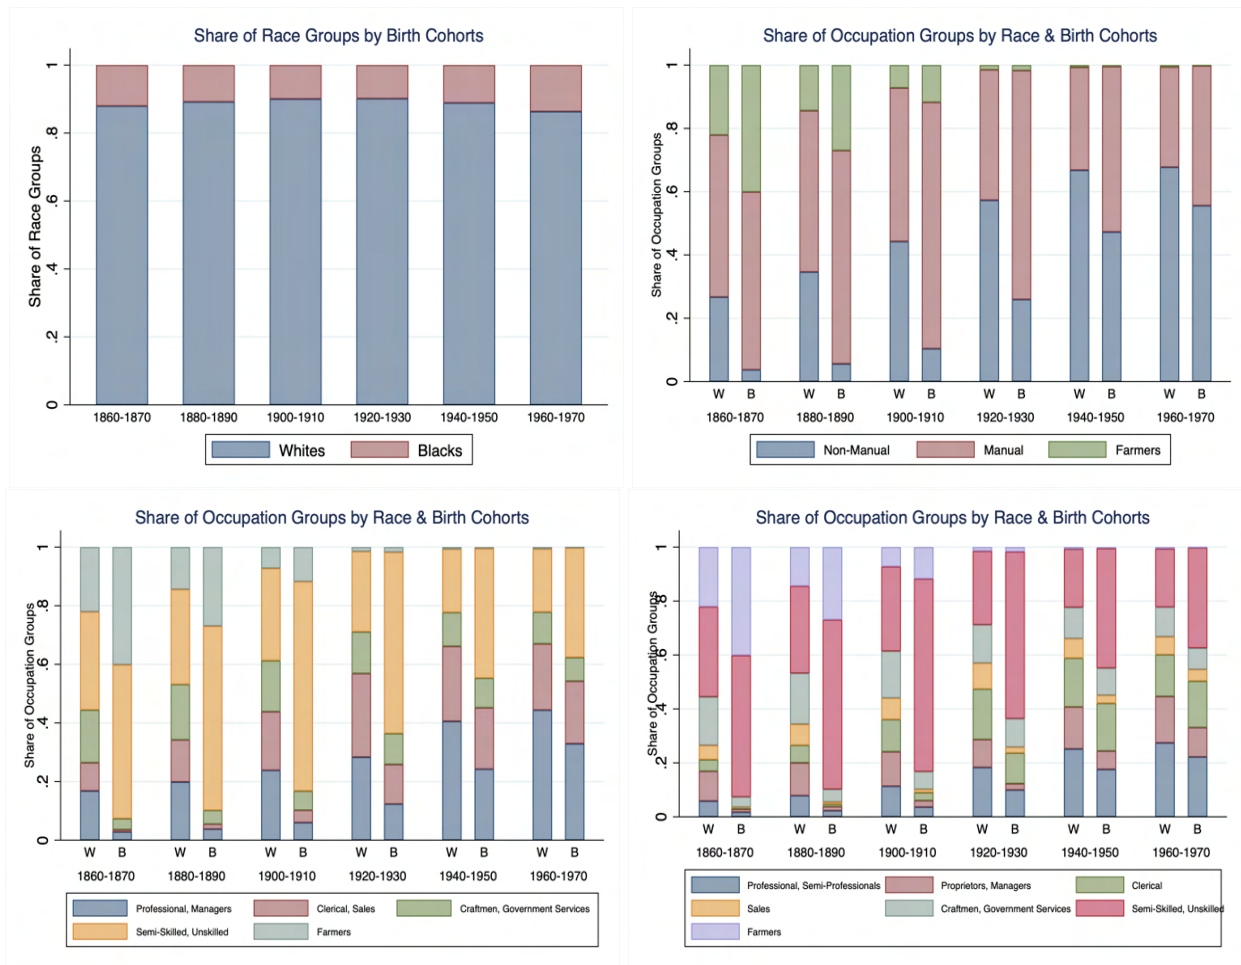 Share of Race Groups by Birth Cohorts
Share of Race Groups
0 .2 .4 .6 .8 1
1860-1870 1880-1890 1900-1910 1920-1930 1940-1950 1960-1970
Whites Blacks
Share of Occupation Groups by Race & Birth Cohorts
Share of Occupation Groups
0 .2 .4 .6 .8 1
W B W B W B W B W B W B
1860-1870 1880-1890 1900-1910 1920-1930 1940-1950 1960-1970
Non-Manual Manual Farmers
Share of Occupation Groups by Race & Birth Cohorts
Share of Occupation Groups
0 .2 .4 .6 .8 1
W B W B W B W B W B W B
1860-1870 1880-1890 1900-1910 1920-1930 1940-1950 1960-1970
Professional, Managers Clerical, Sales Craftmen, Government Services
Semi-Skilled, Unskilled Farmers
Share of Occupation Groups by Race & Birth Cohorts
Share of Occupation Groups
0 .2 .4 .6 .8 1
W B W B W B W B W B W B
1860-1870 1880-1890 1900-1910 1920-1930 1940-1950 1960-1970
Professional, Semi-Professionals Proprietors, Managers Clerical
Sales Craftmen, Government Services Semi-Skilled, Unskilled
Farmers